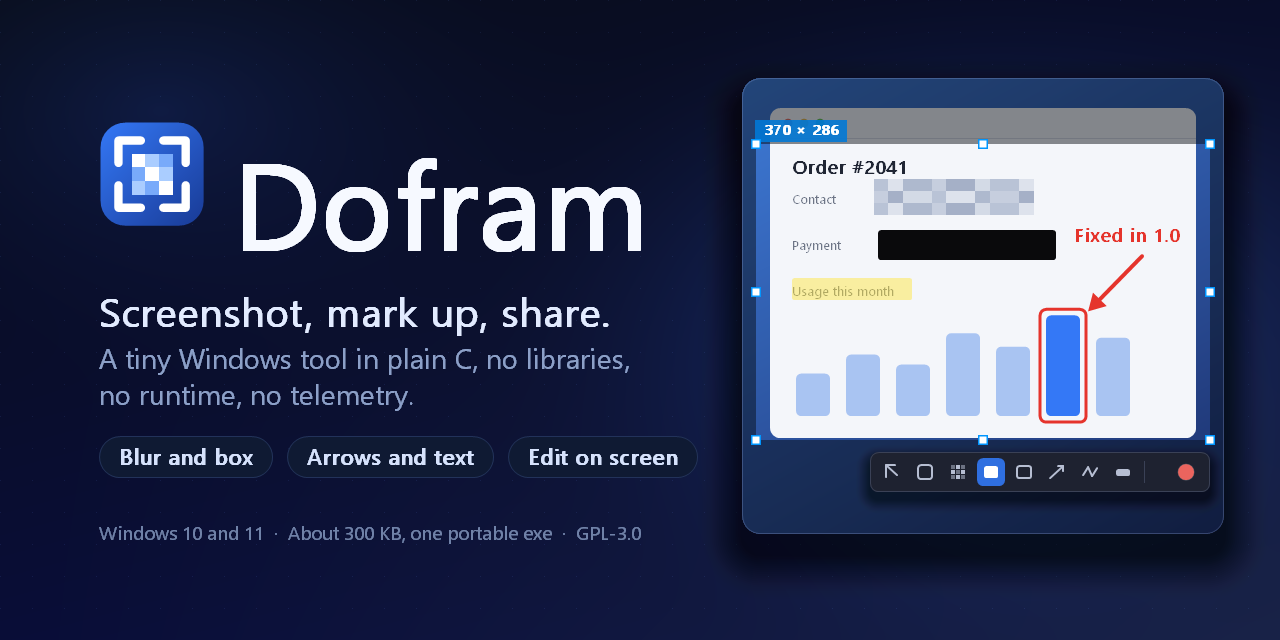 Dofram
Screenshot, mark up, share.
A tiny Windows tool in plain C, no libraries,
no runtime, no telemetry.
Blur and box
Arrows and text
Edit on screen
Windows 10 and 11 · About 300 KB, one portable exe · GPL-3.0
370 × 286
Order #2041
Contact
Payment
Fixed in 1.0
Usage this month